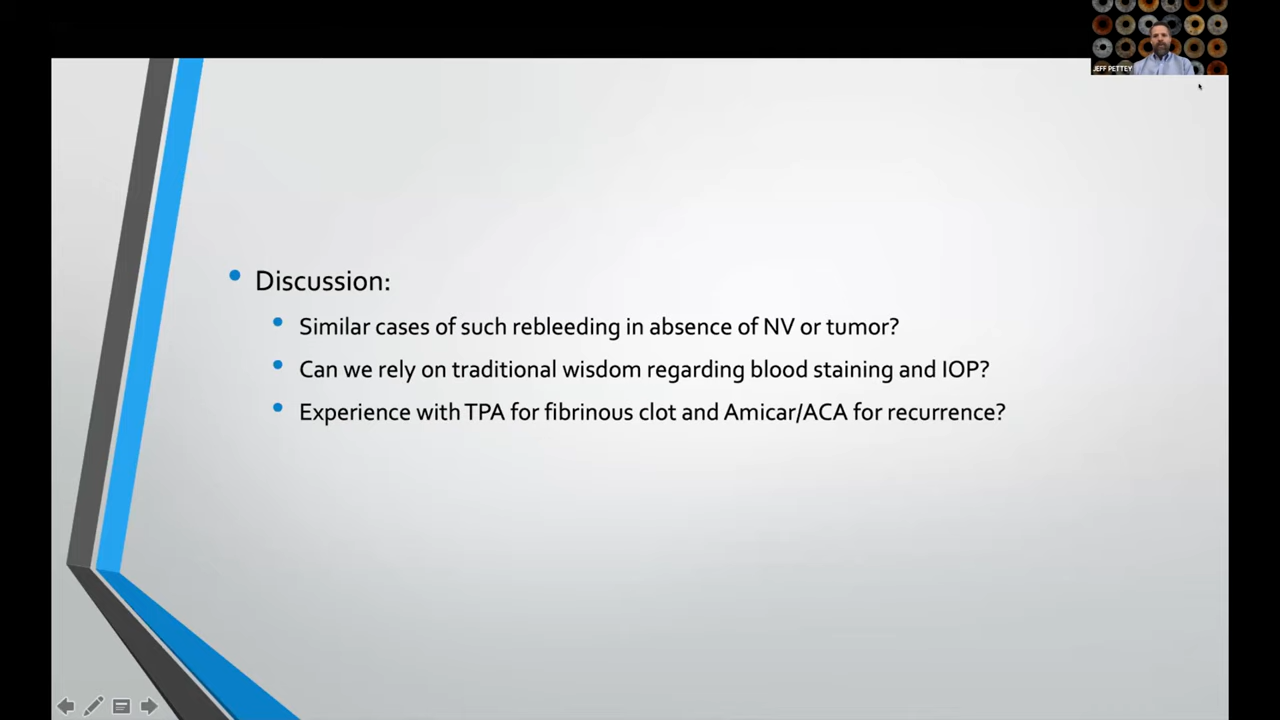 JEFF PETTEY
Discussion:
Similar cases of such rebleeding in absence of NV or tumor?
Can we rely on traditional wisdom regarding blood staining and IOP?
Experience with TPA for fibrinous clot and Amicar/ACA for recurrence?